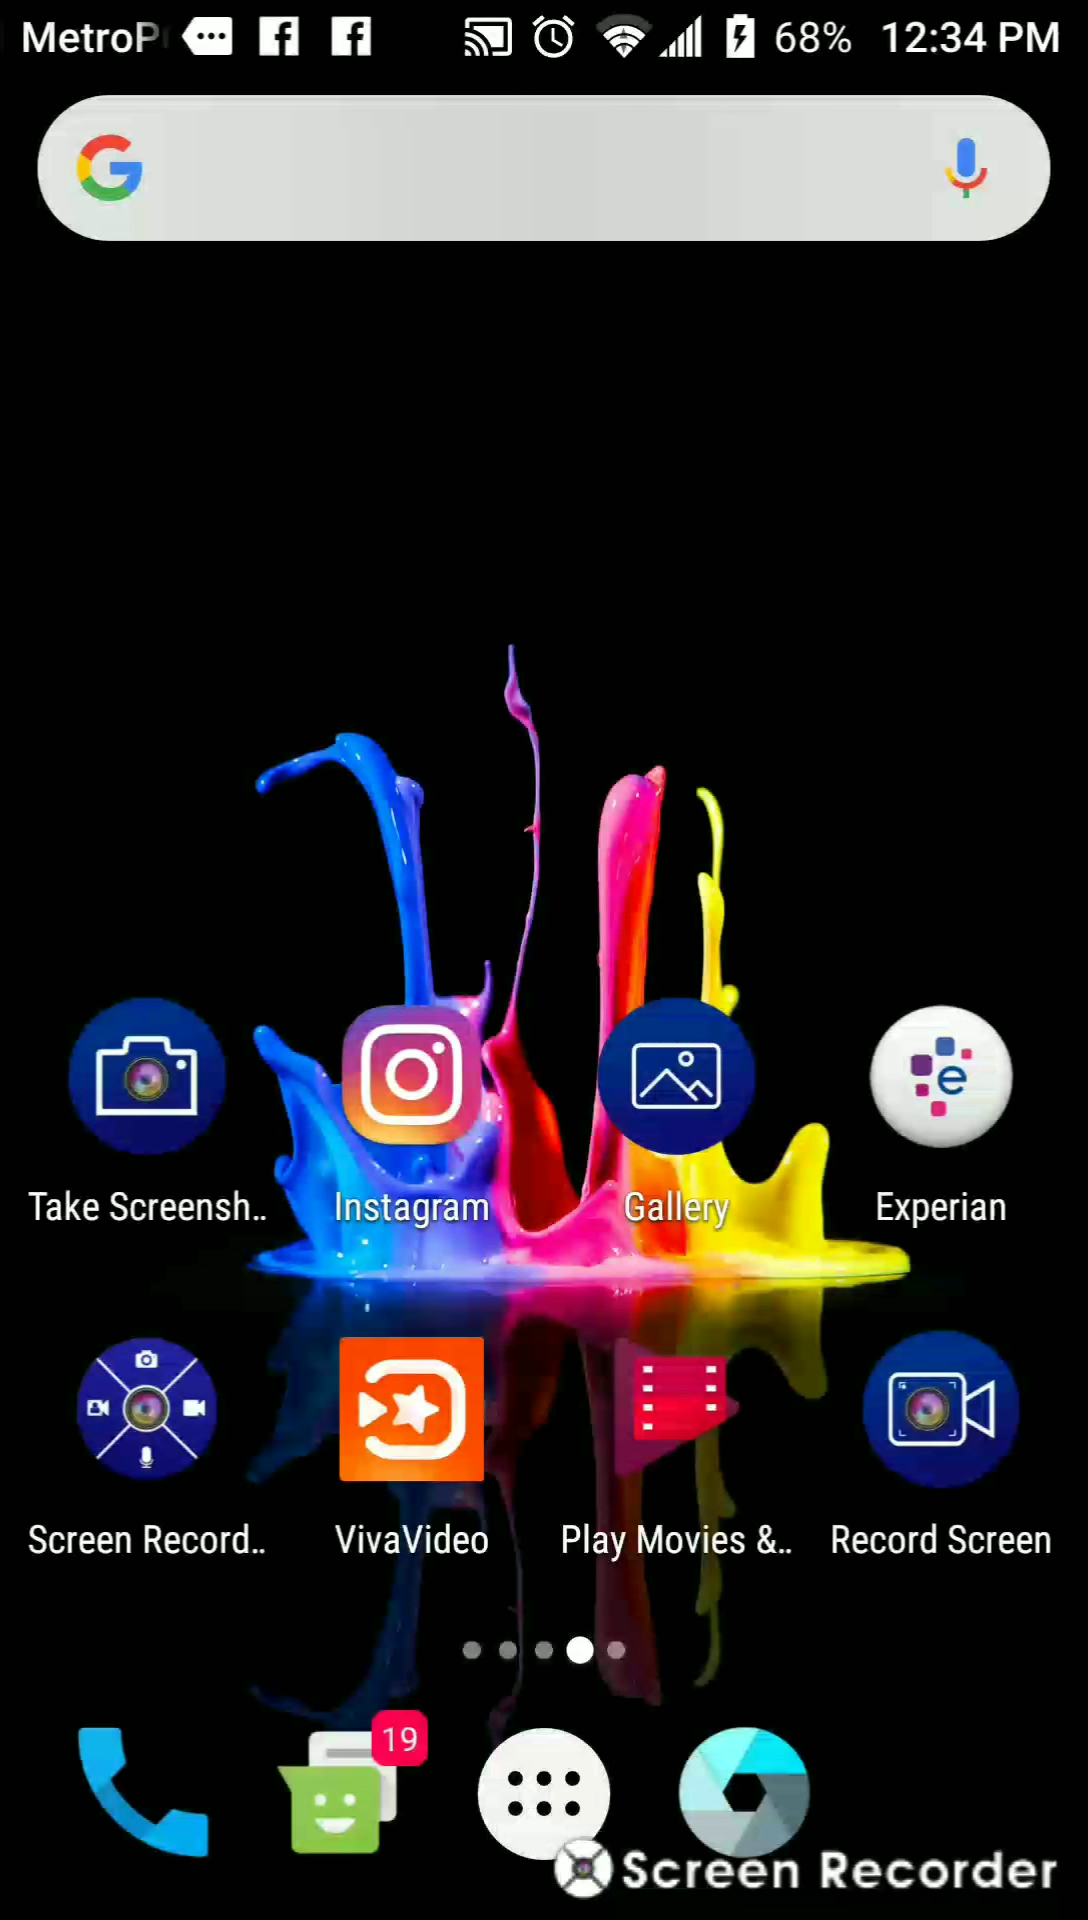 MetroP
68% 12:34 PM
Take Screensh.. Instagram Gallery Experian
Screen Record.. VivaVideo Play Movies &.. Record Screen
19
Screen Recorder